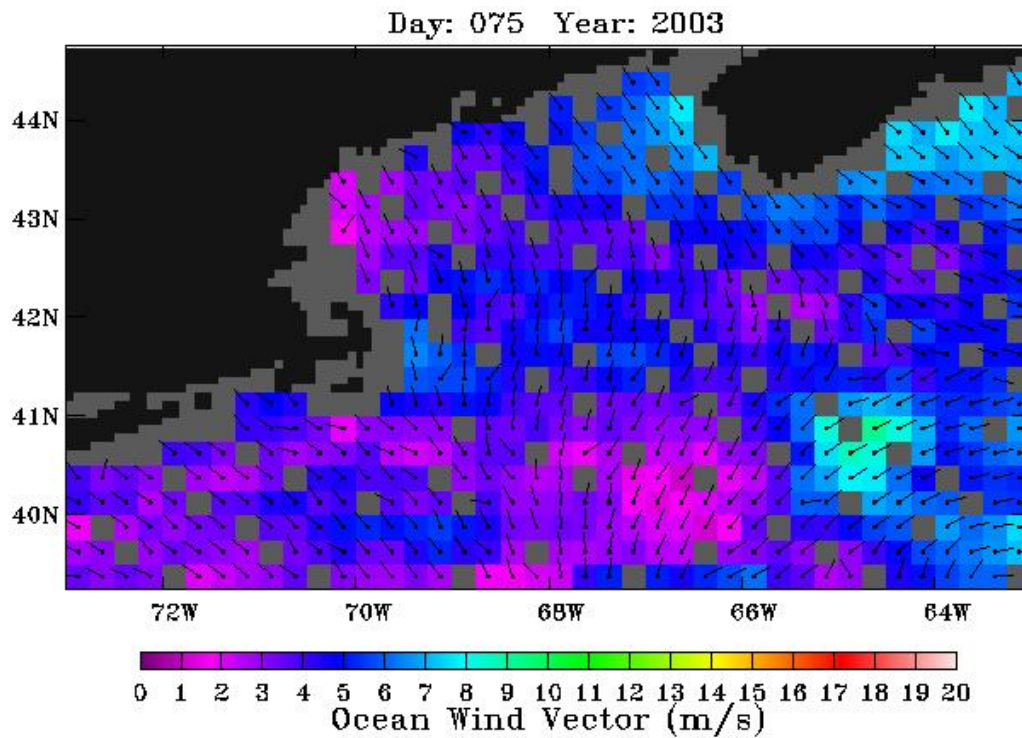 Day: 075 Year: 2003
44N
43N
42N
41N
40N
72W 70W 68W 66W 64W
0 1 2 3 4 5 6 7 8 9 10 11 12 13 14 15 16 17 18 19 20
Ocean Wind Vector (m/s)